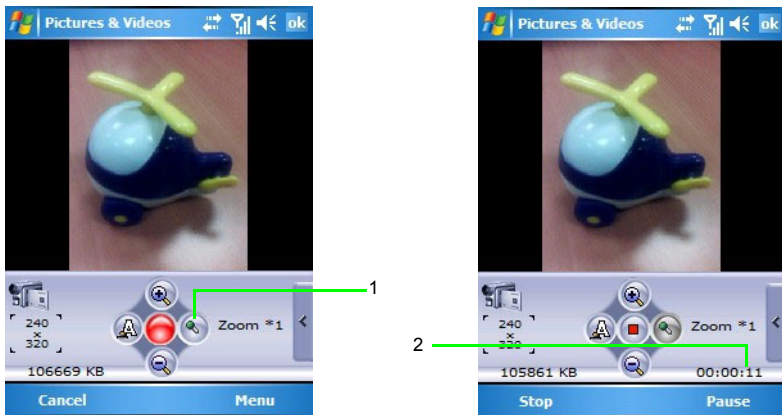 Pictures & Videos
ok
240
×
320
A
Zoom *1
106669 KB
Cancel
Menu
1
Pictures & Videos
ok
240
×
320
A
Zoom *1
105861 KB
00:00:11
Stop
Pause
2